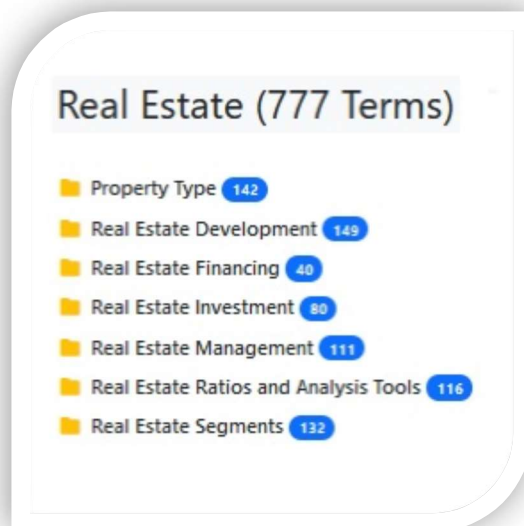 Real Estate (777 Terms)
Property Type 142
Real Estate Development 149
Real Estate Financing 40
Real Estate Investment 80
Real Estate Management 111
Real Estate Ratios and Analysis Tools 116
Real Estate Segments 132